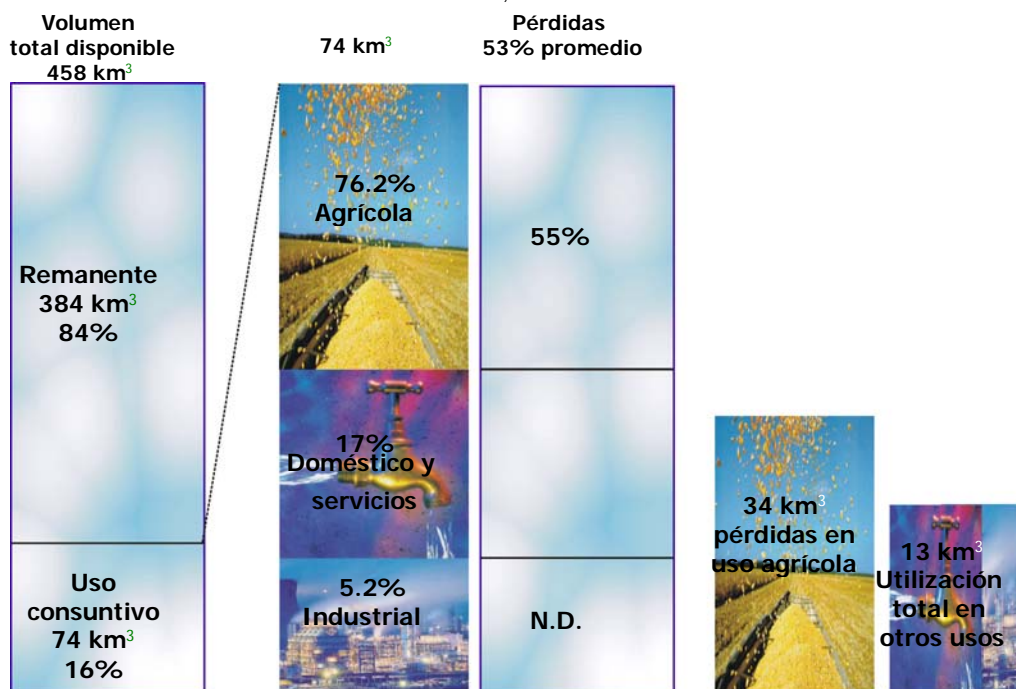 Volumen
total disponible
458 km³
74 km³
Pérdidas
53% promedio
Remanente
384 km³
84%
Uso
consuntivo
74 km³
16%
76.2%
Agrícola
17%
Doméstico y
servicios
5.2%
Industrial
55%
N.D.
34 km³
pérdidas en
uso agrícola
13 km³
Utilización
total en
otros usos